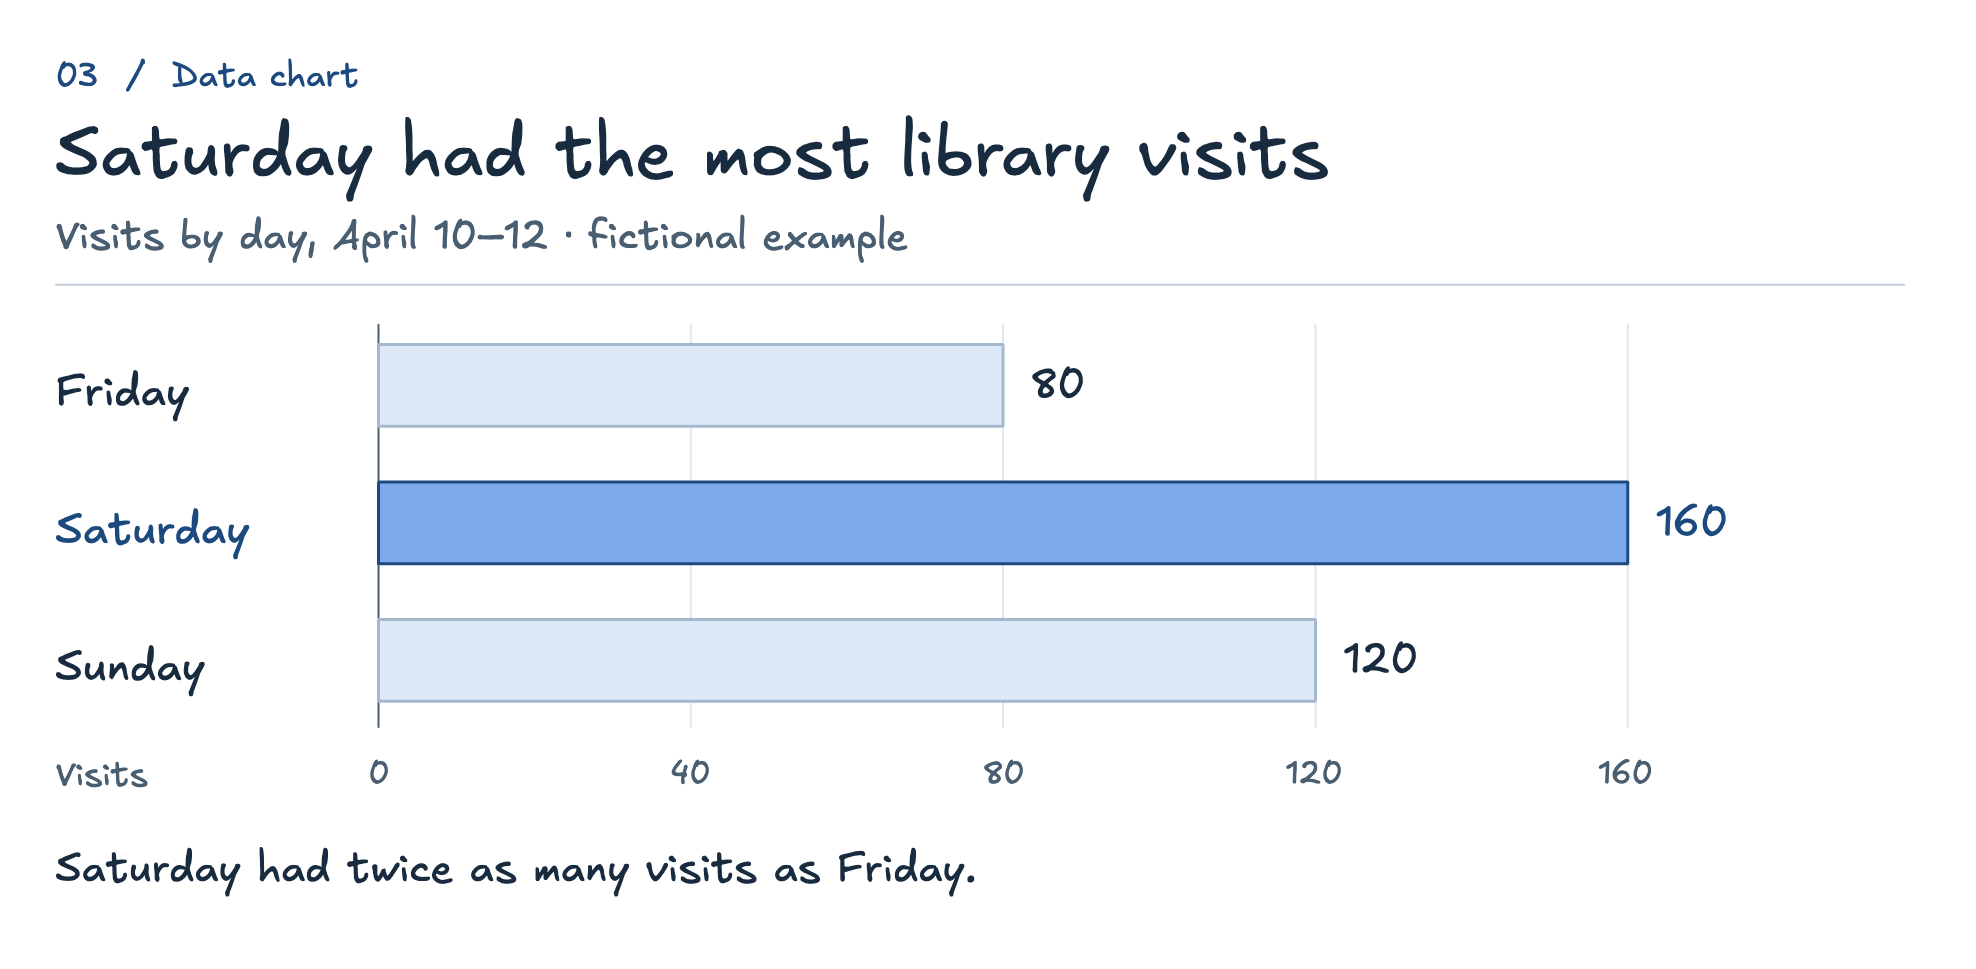 03 / Data chart
Saturday had the most library visits
Visits by day, April 10–12 · fictional example
Friday 80
Saturday 160
Sunday 120
Visits 0 40 80 120 160
Saturday had twice as many visits as Friday.